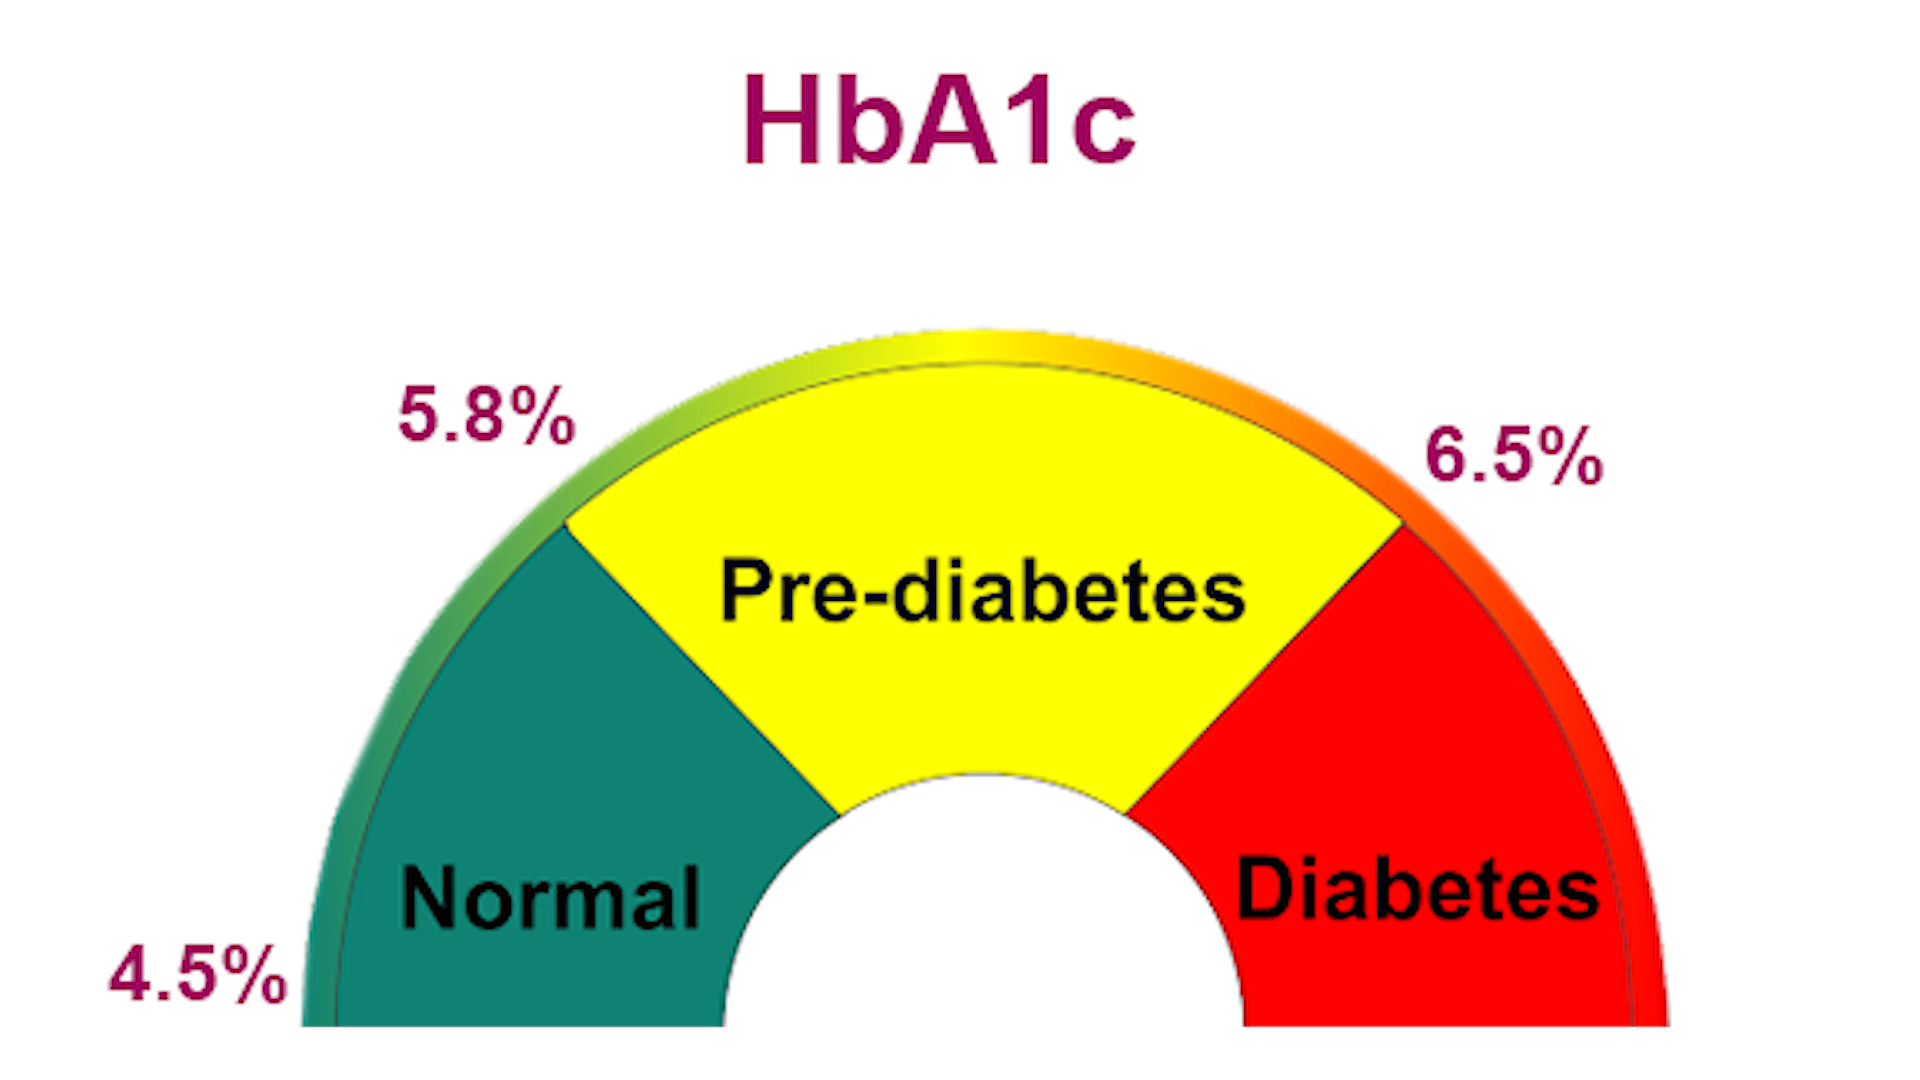 HbA1c
5.8%
6.5%
Pre-diabetes
Normal
Diabetes
4.5%